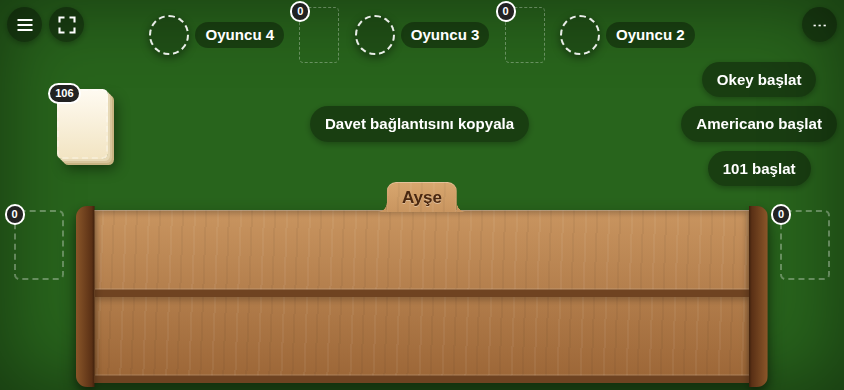 Oyuncu 4
0
Oyuncu 3
0
Oyuncu 2
...
Okey başlat
106
Davet bağlantısını kopyala
Americano başlat
101 başlat
Ayşe
0
0